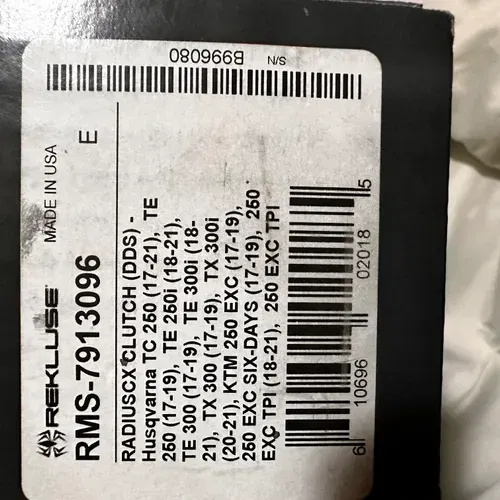 REKLUSE MADE IN USA
RMS-7913096 E
RADIUSCX CLUTCH (DDS) -
Husqvarna TC 250 (17-21), TE
250 (17-19), TE 250i (18-21),
TE 300 (17-19), TE 300i (18-
21), TX 300 (17-19), TX 300i
(20-21), KTM 250 EXC (17-19),
250 EXC SIX-DAYS (17-19), 250
EXC TPI (18-21), 250 EXC TPI
6 10696 02018 5
S/N
B996080